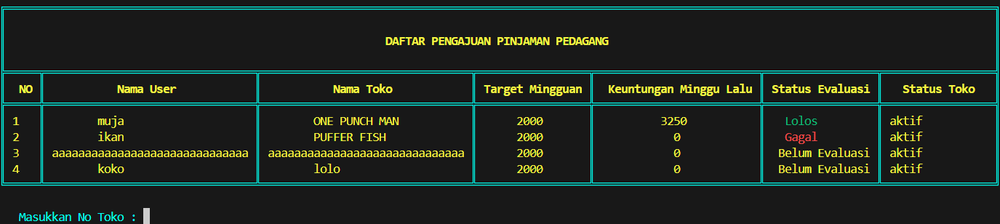 DAFTAR PENGAJUAN PINJAMAN PEDAGANG
NO Nama User Nama Toko Target Mingguan Keuntungan Minggu Lalu Status Evaluasi Status Toko
1 muja ONE PUNCH MAN 2000 3250 Lolos aktif
2 ikan PUFFER FISH 2000 0 Gagal aktif
3 aaaaaaaaaaaaaaaaaaaaaaaaaaaaaa aaaaaaaaaaaaaaaaaaaaaaaaaaaaaa 2000 0 Belum Evaluasi aktif
4 koko lolo 2000 0 Belum Evaluasi aktif
Masukkan No Toko :